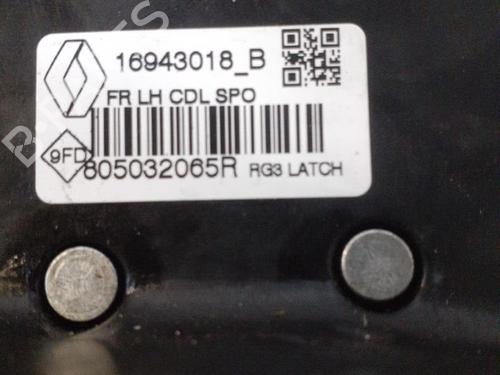 16943018_B
FR LH CDL SPO
9FD
805032065R RG3 LATCH